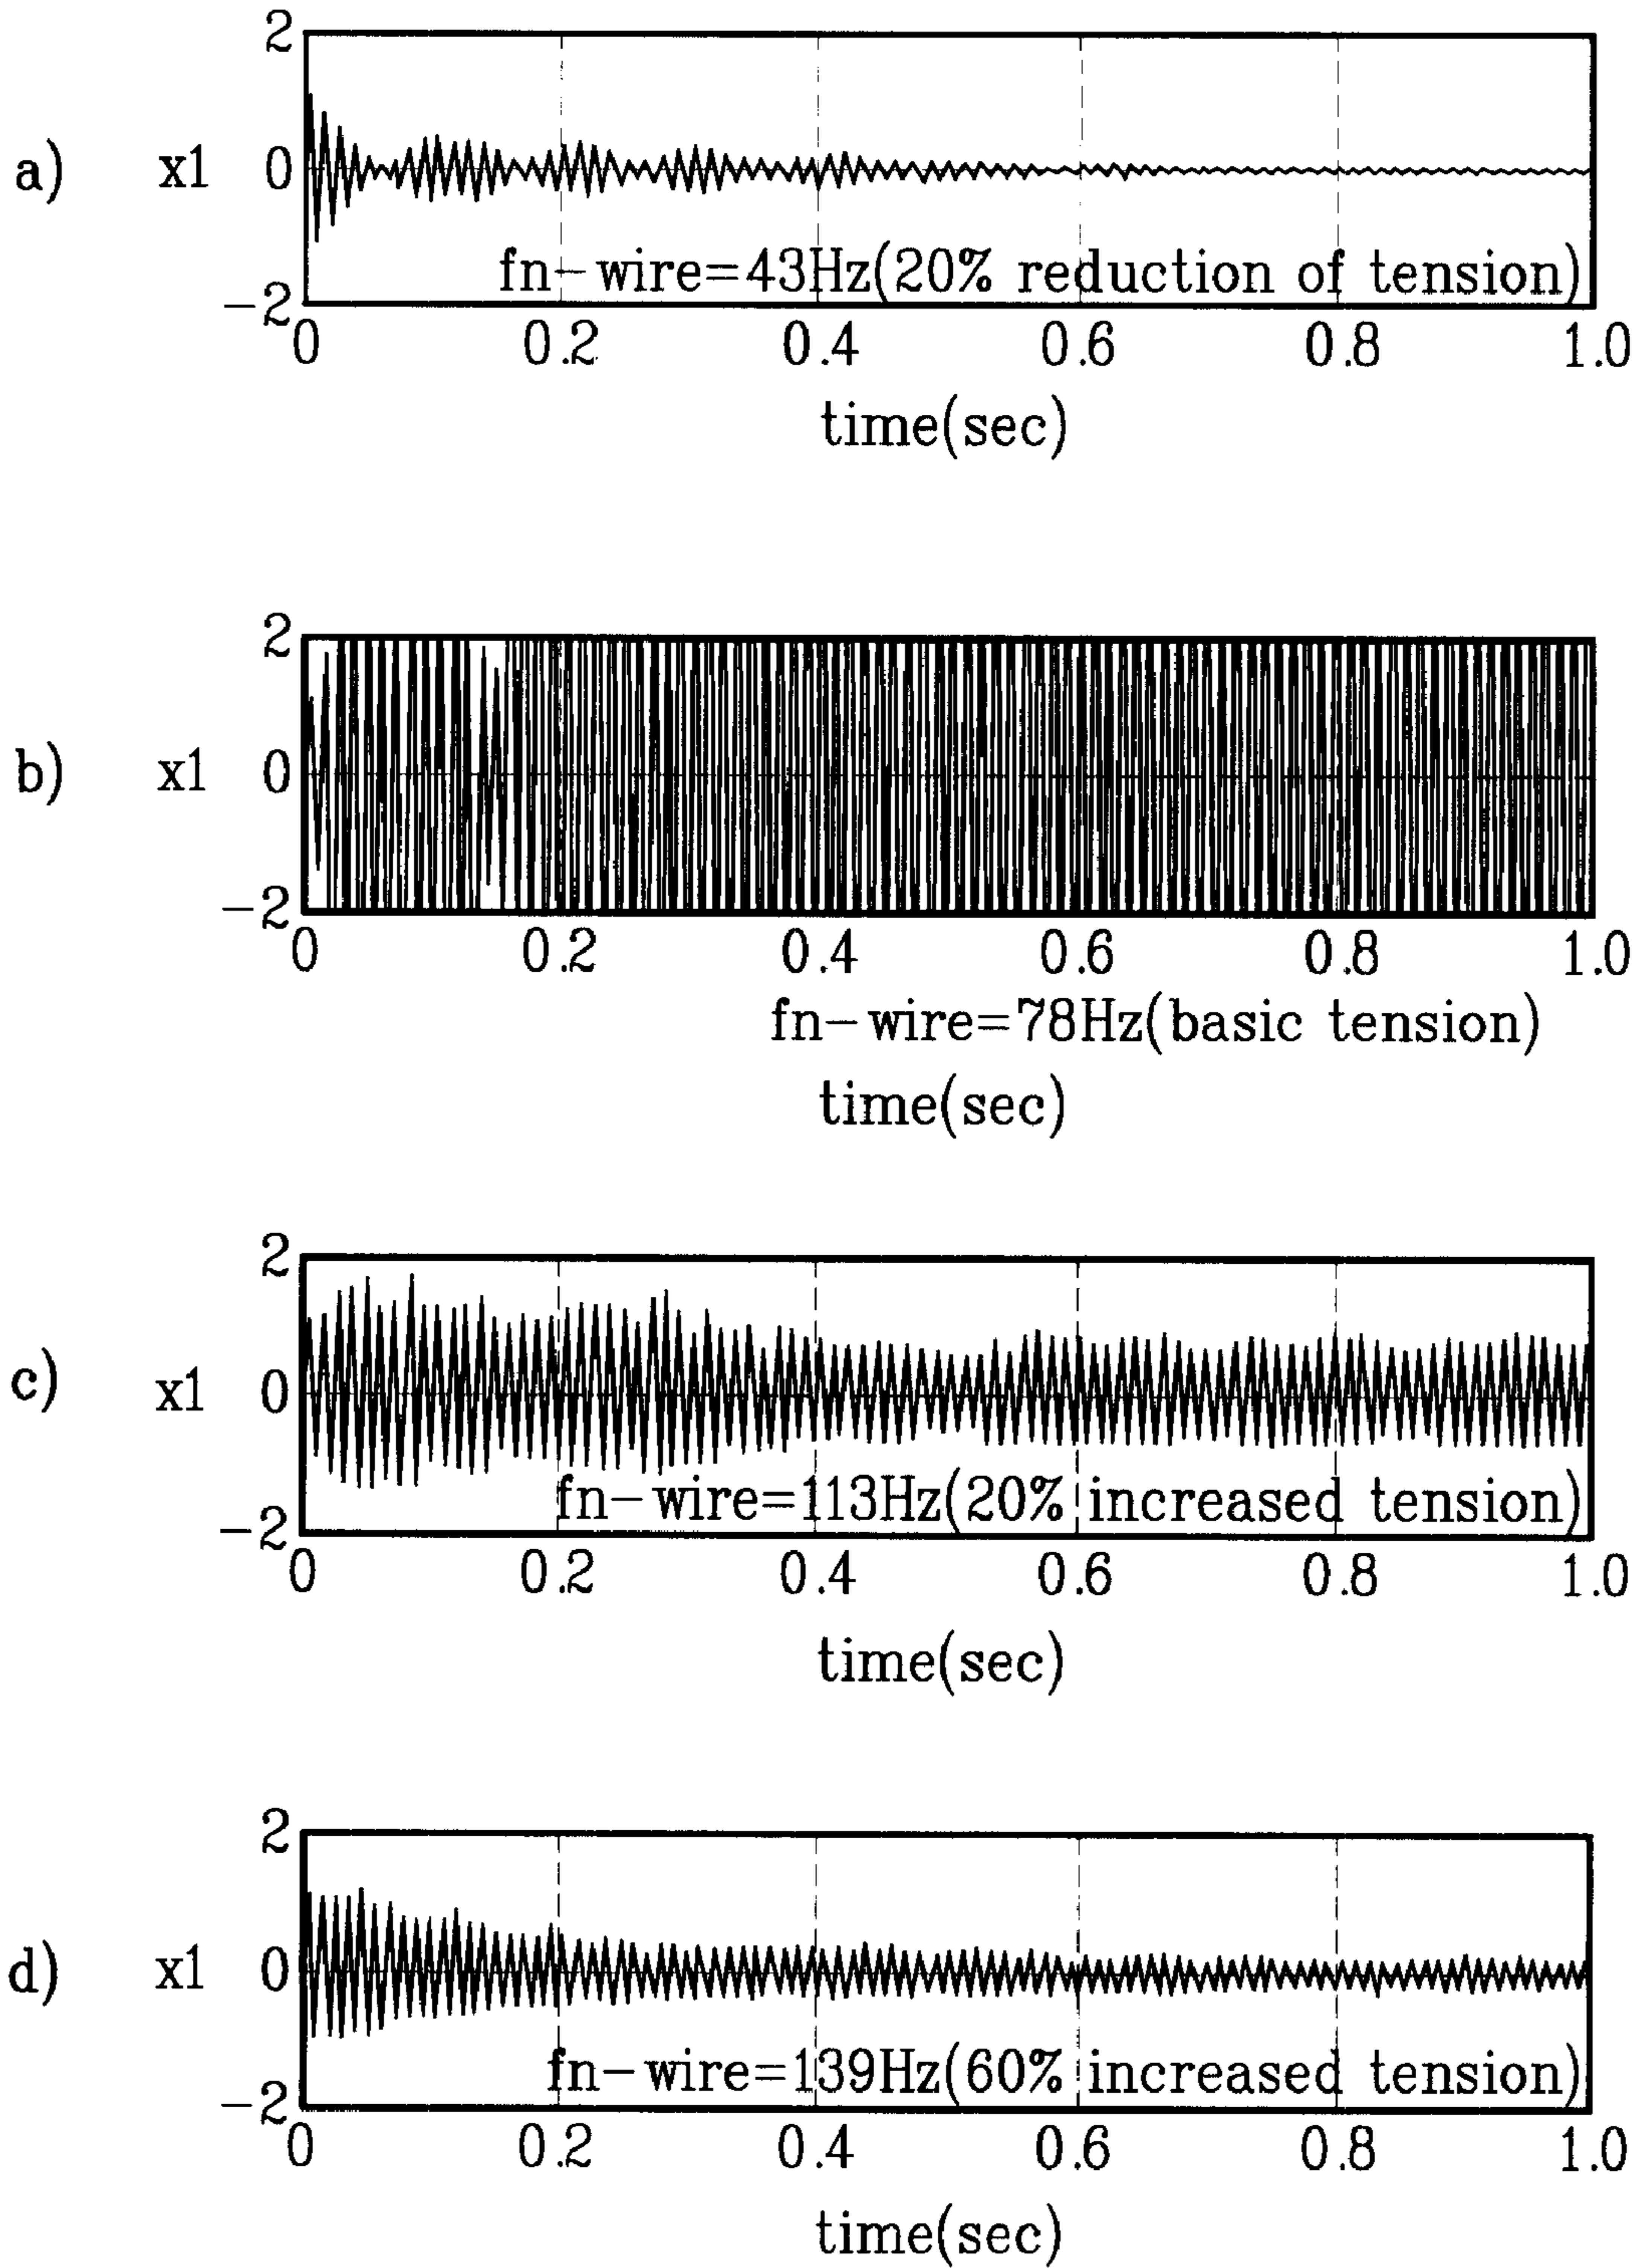 2
a) x1 0
fn-wire=43Hz(20% reduction of tension)
-2
0 0.2 0.4 0.6 0.8 1.0
time(sec)
2
b) x1 0
-2
0 0.2 0.4 0.6 0.8 1.0
fn-wire=78Hz(basic tension)
time(sec)
2
c) x1 0
fn-wire=113Hz(20% increased tension)
-2
0 0.2 0.4 0.6 0.8 1.0
time(sec)
2
d) x1 0
fn-wire=139Hz(60% increased tension)
-2
0 0.2 0.4 0.6 0.8 1.0
time(sec)